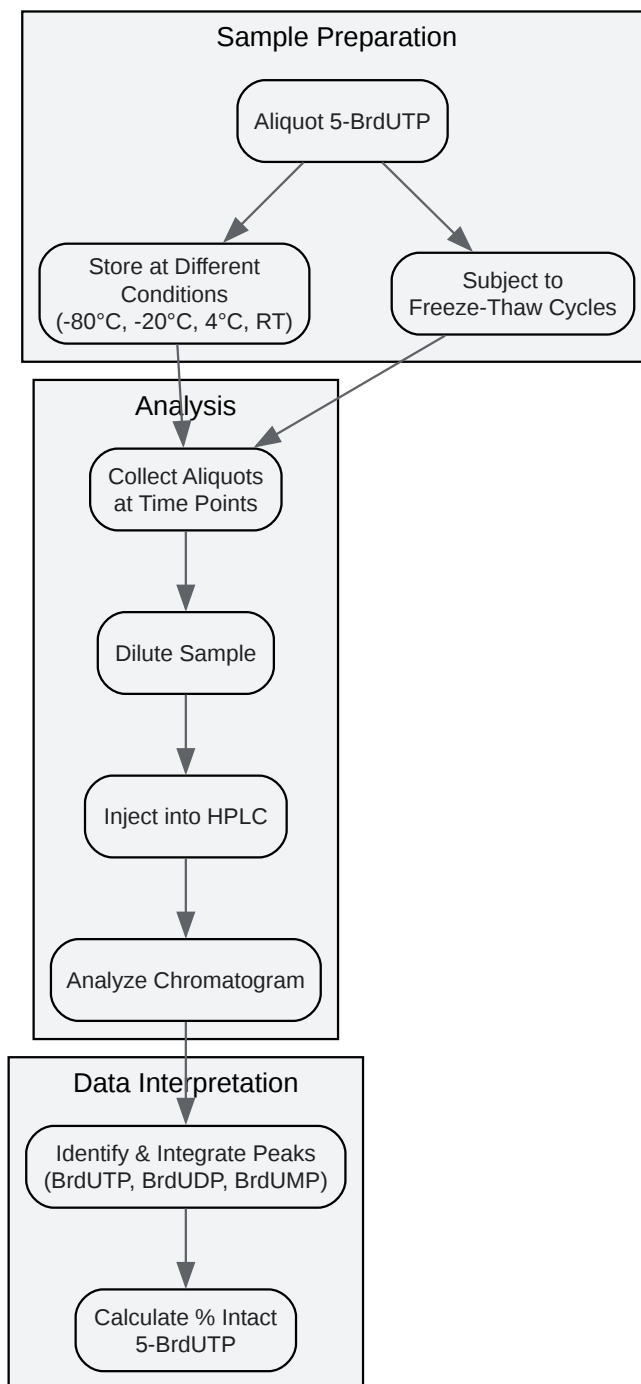 Sample Preparation
Aliquot 5-BrdUTP
Store at Different
Conditions
(-80°C, -20°C, 4°C, RT)
Subject to
Freeze-Thaw Cycles
Analysis
Collect Aliquots
at Time Points
Dilute Sample
Inject into HPLC
Analyze Chromatogram
Data Interpretation
Identify & Integrate Peaks
(BrdUTP, BrdUDP, BrdUMP)
Calculate % Intact
5-BrdUTP